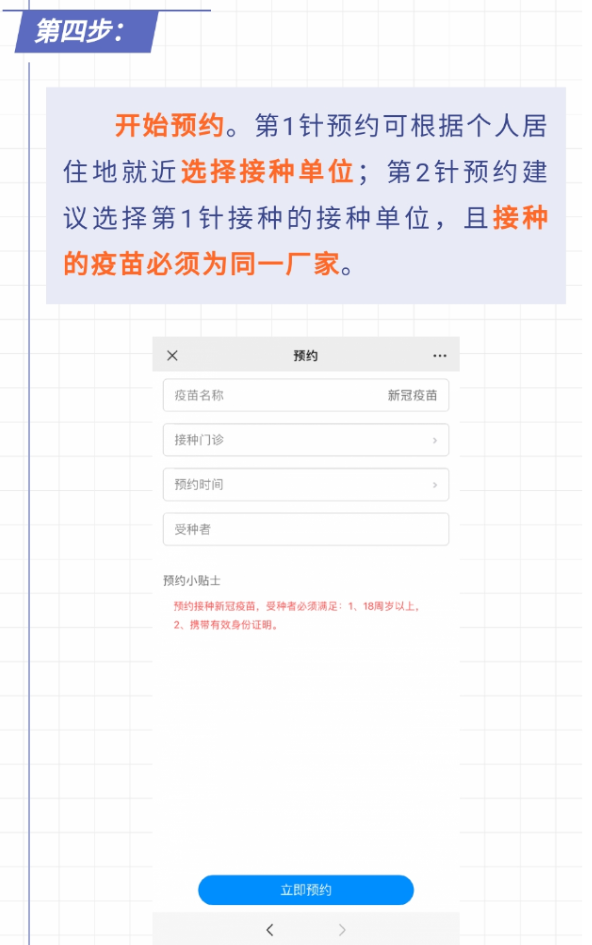 第四步：
开始预约。第1针预约可根据个人居
住地就近选择接种单位；第2针预约建
议选择第1针接种的接种单位，且接种
的疫苗必须为同一厂家。
预约
疫苗名称 新冠疫苗
接种门诊
预约时间
受种者
预约小贴士
预约接种新冠疫苗，受种者必须满足：1、18周岁以上。
2、携带有效身份证明。
立即预约